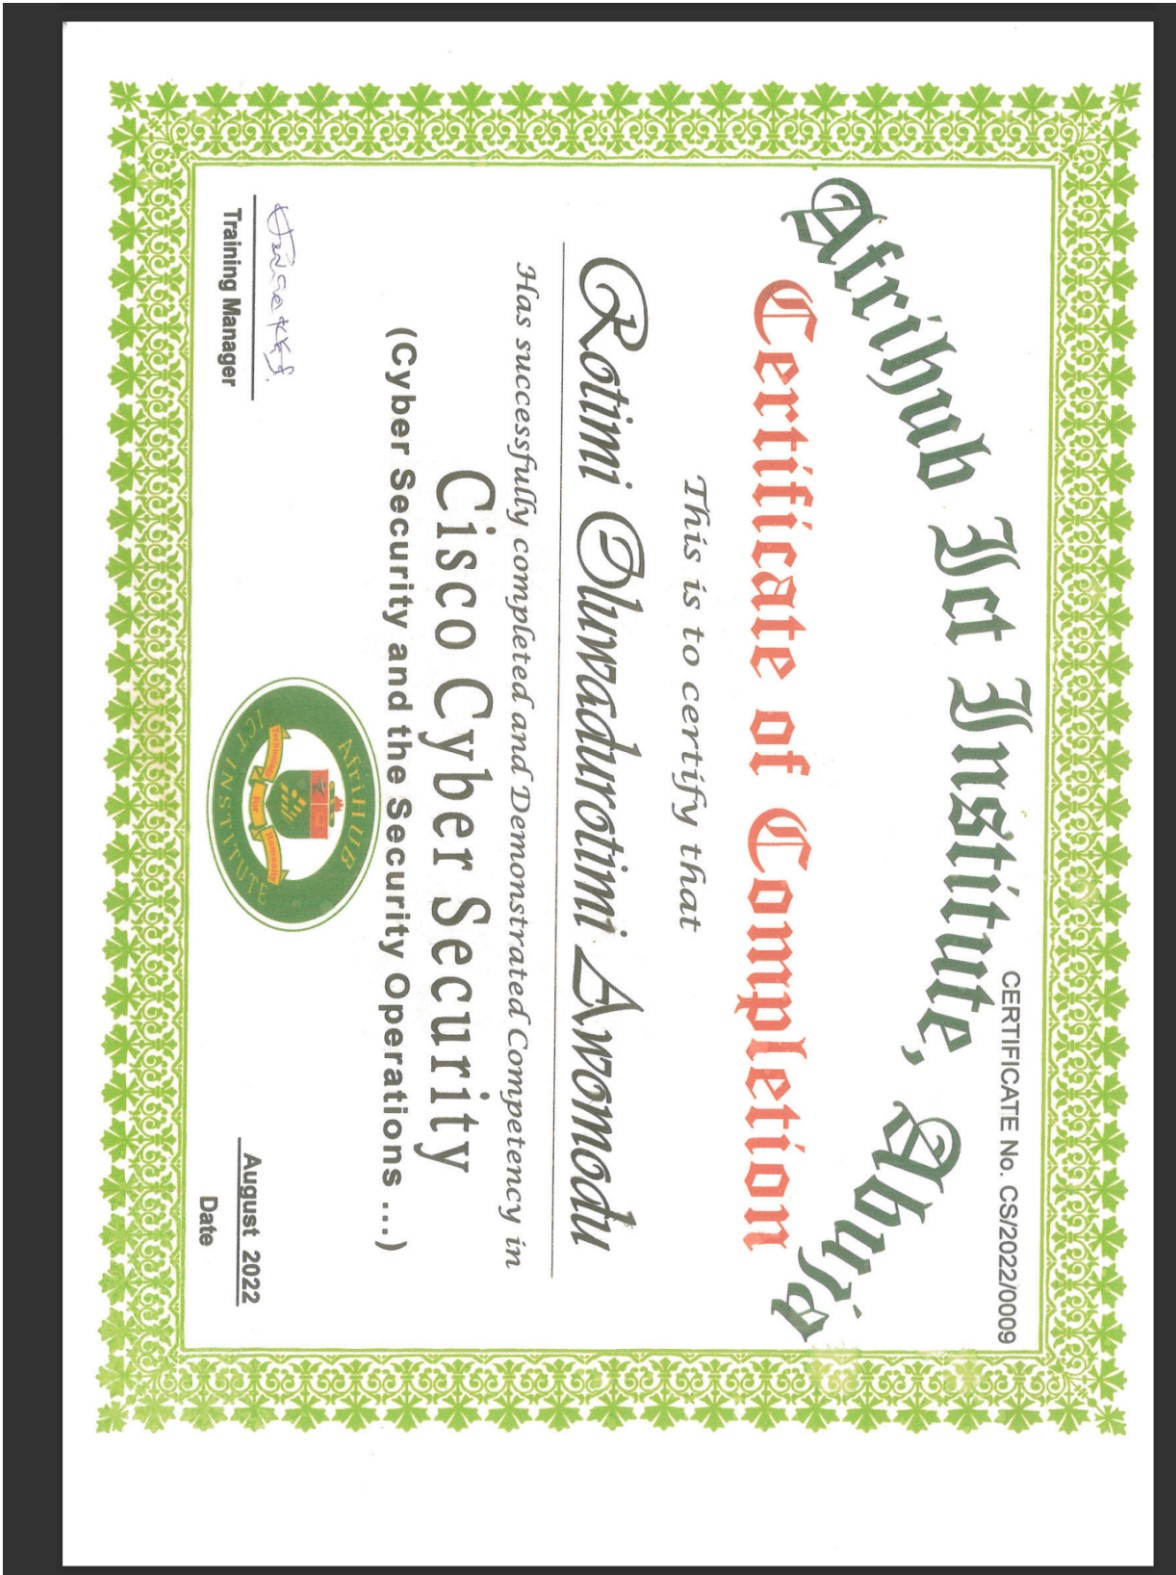 CERTIFICATE No. CS/2022/0009
Afrihub Ict Institute, Abuja
Certificate of Completion
This is to certify that
Rotimi Oluwadurotimi Awomodu
Has successfully completed and Demonstrated Competency in
Cisco Cyber Security
(Cyber Security and the Security Operations ...)
AfriHUB
Technology For Humanity
ICT INSTITUTE
Training Manager
August 2022
Date